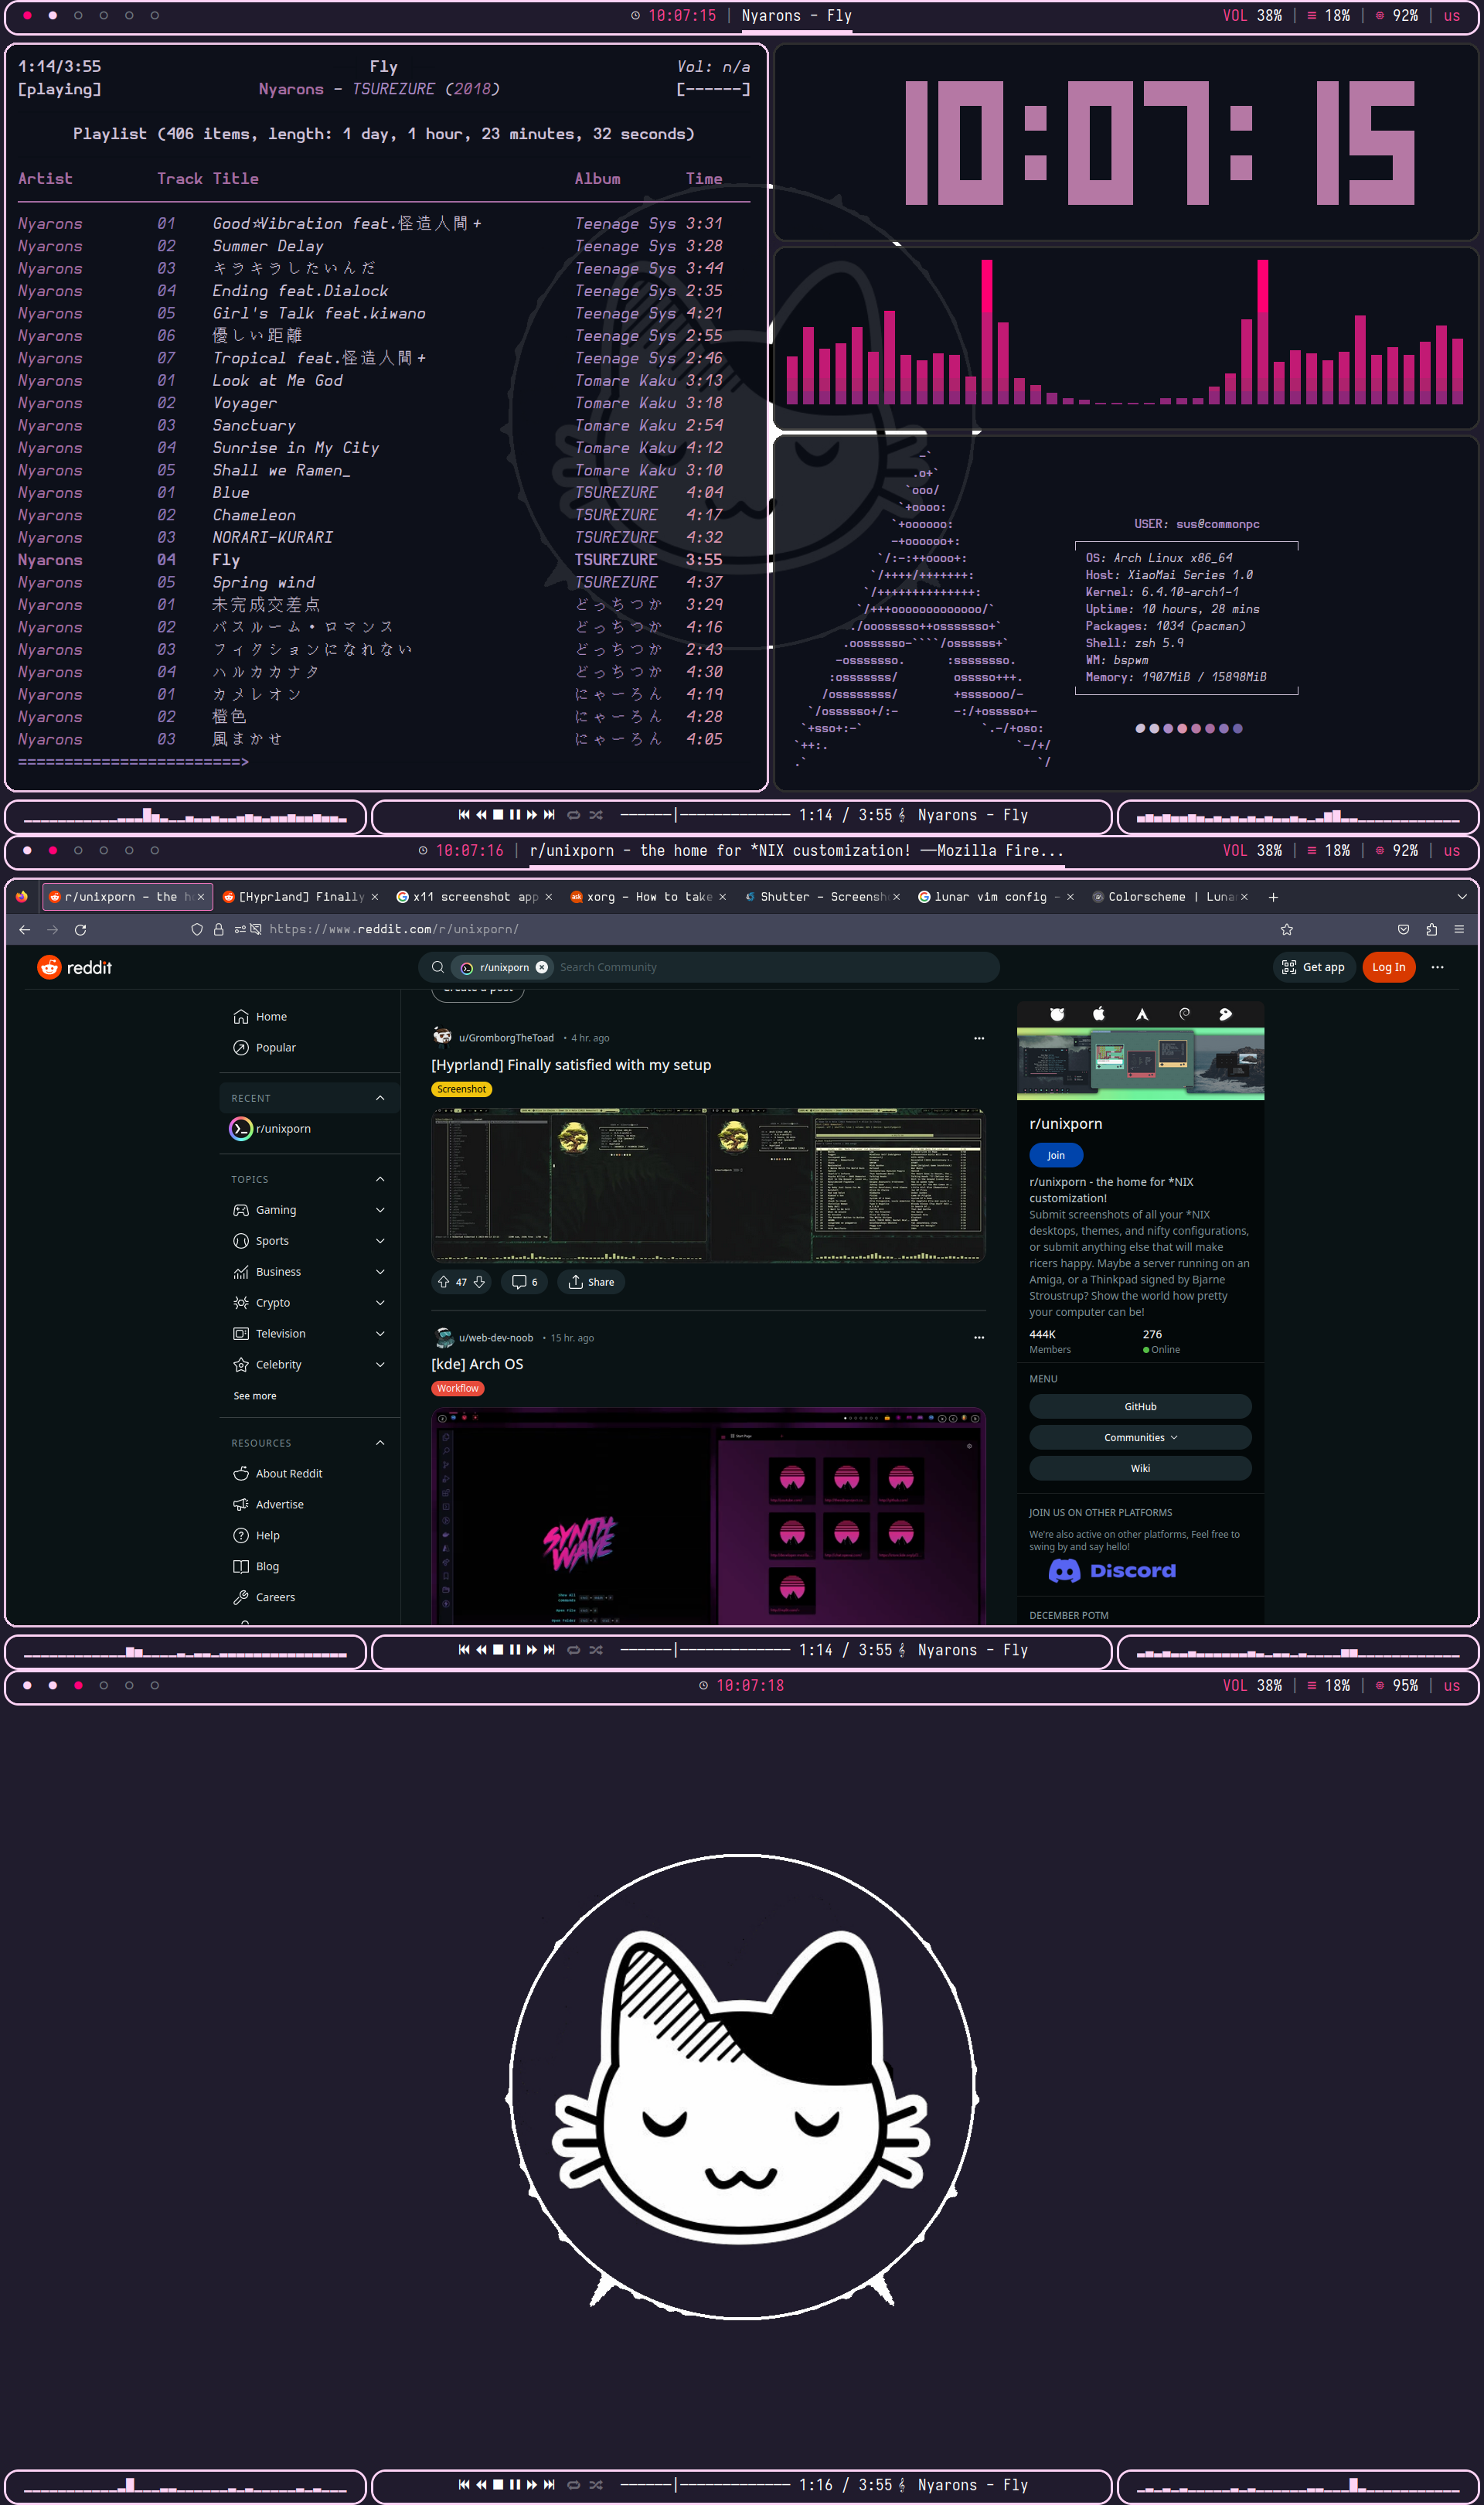 10:07:15 | Nyarons - Fly
VOL 38% | 18% | 92% | us
1:14/3:55 Fly Vol: n/a
[playing] Nyarons - TSUREZURE (2018) [------]
Playlist (406 items, length: 1 day, 1 hour, 23 minutes, 32 seconds)
Artist Track Title Album Time
Nyarons 01 Good☆Vibration feat.怪造人間+ Teenage Sys 3:31
Nyarons 02 Summer Delay Teenage Sys 3:28
Nyarons 03 キラキラしたいんだ Teenage Sys 3:44
Nyarons 04 Ending feat.Dialock Teenage Sys 2:35
Nyarons 05 Girl's Talk feat.kiwano Teenage Sys 4:21
Nyarons 06 優しい距離 Teenage Sys 2:55
Nyarons 07 Tropical feat.怪造人間+ Teenage Sys 2:46
Nyarons 01 Look at Me God Tomare Kaku 3:13
Nyarons 02 Voyager Tomare Kaku 3:18
Nyarons 03 Sanctuary Tomare Kaku 2:54
Nyarons 04 Sunrise in My City Tomare Kaku 4:12
Nyarons 05 Shall we Ramen_ Tomare Kaku 3:10
Nyarons 01 Blue TSUREZURE 4:04
Nyarons 02 Chameleon TSUREZURE 4:17
Nyarons 03 NORARI-KURARI TSUREZURE 4:32
Nyarons 04 Fly TSUREZURE 3:55
Nyarons 05 Spring wind TSUREZURE 4:37
Nyarons 01 未完成交差点 どっちつか 3:29
Nyarons 02 バスルーム・ロマンス どっちつか 4:16
Nyarons 03 フィクションになれない どっちつか 2:43
Nyarons 04 ハルカカナタ どっちつか 4:30
Nyarons 01 カメレオン にゃーろん 4:19
Nyarons 02 橙色 にゃーろん 4:28
Nyarons 03 風まかせ にゃーろん 4:05
10:07:15
USER: sus@commonpc
OS: Arch Linux x86_64
Host: XiaoMai Series 1.0
Kernel: 6.4.10-arch1-1
Uptime: 10 hours, 28 mins
Packages: 1034 (pacman)
Shell: zsh 5.9
WM: bspwm
Memory: 1907MiB / 15898MiB
1:14 / 3:55 Nyarons - Fly
10:07:16 | r/unixporn - the home for *NIX customization! —Mozilla Fire...
VOL 38% | 18% | 92% | us
r/unixporn - the h
[Hyprland] Finally
x11 screenshot app
xorg - How to take
Shutter - Screensh
lunar vim config -
Colorscheme | Luna
https://www.reddit.com/r/unixporn/
reddit
r/unixporn Search Community
Get app
Log In
Create a post
Home
Popular
RECENT
r/unixporn
TOPICS
Gaming
Sports
Business
Crypto
Television
Celebrity
See more
RESOURCES
About Reddit
Advertise
Help
Blog
Careers
u/GromborgTheToad • 4 hr. ago
[Hyprland] Finally satisfied with my setup
Screenshot
47
6
Share
u/web-dev-noob • 15 hr. ago
[kde] Arch OS
Workflow
SYNTH
WAVE
r/unixporn
Join
r/unixporn - the home for *NIX
customization!
Submit screenshots of all your *NIX
desktops, themes, and nifty configurations,
or submit anything else that will make
ricers happy. Maybe a server running on an
Amiga, or a Thinkpad signed by Bjarne
Stroustrup? Show the world how pretty
your computer can be!
444K 276
Members Online
MENU
GitHub
Communities
Wiki
JOIN US ON OTHER PLATFORMS
We're also active on other platforms, Feel free to
swing by and say hello!
Discord
DECEMBER POTM
1:14 / 3:55 Nyarons - Fly
10:07:18
VOL 38% | 18% | 95% | us
1:16 / 3:55 Nyarons - Fly